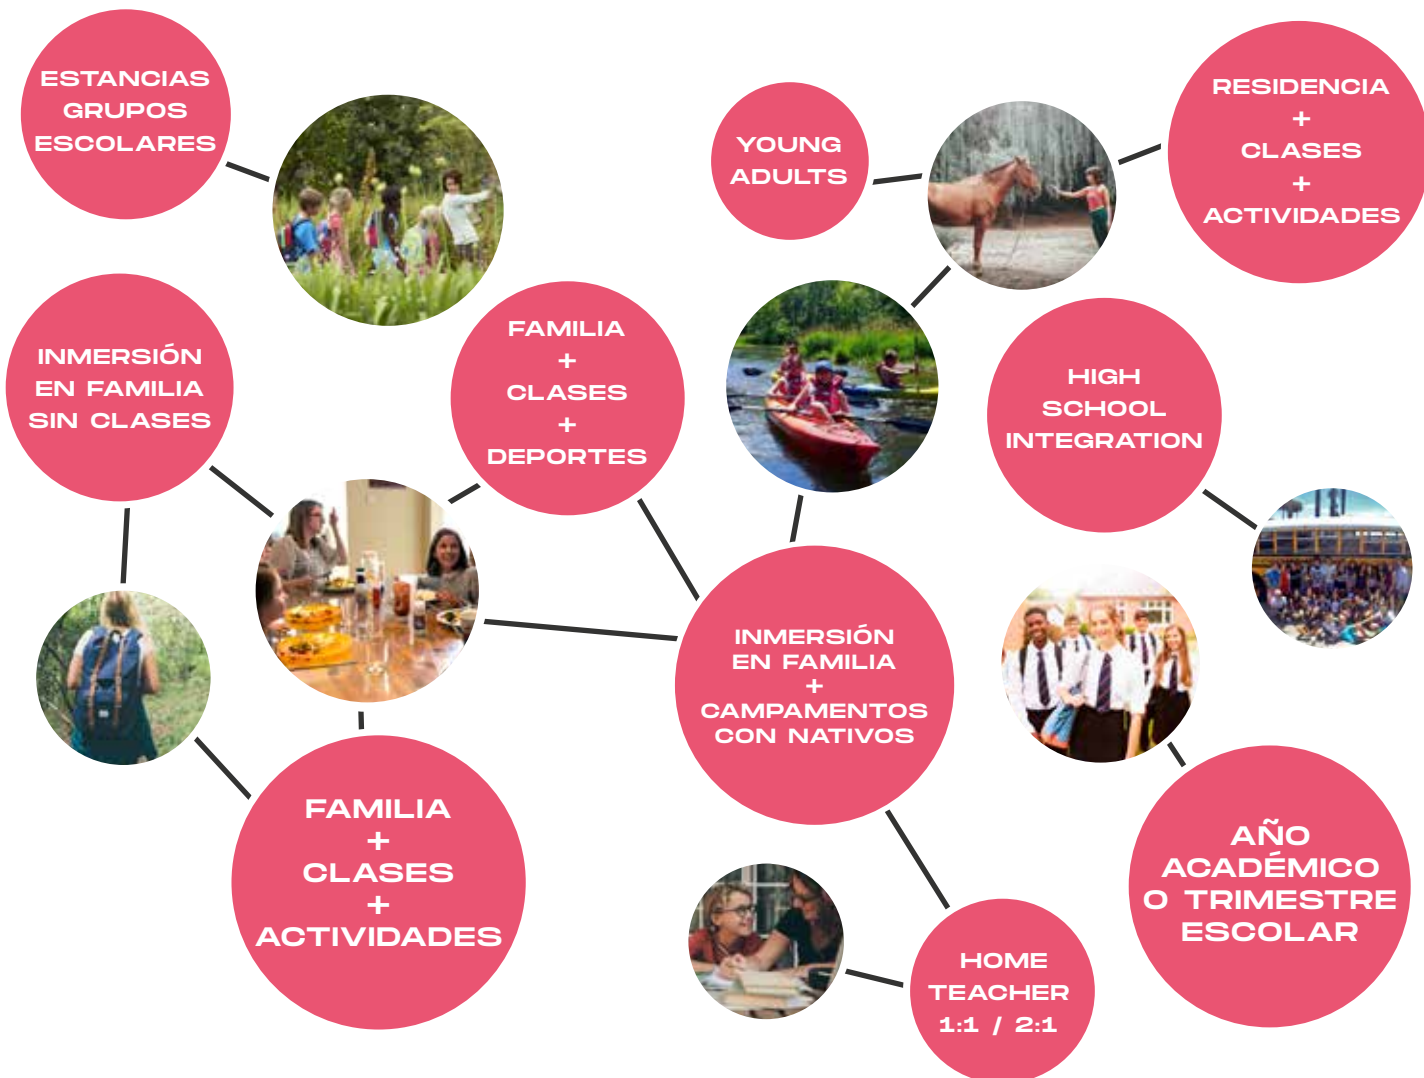 ESTANCIAS
GRUPOS
ESCOLARES
YOUNG
ADULTS
RESIDENCIA
+
CLASES
+
ACTIVIDADES
INMERSIÓN
EN FAMILIA
SIN CLASES
FAMILIA
+
CLASES
+
DEPORTES
HIGH
SCHOOL
INTEGRATION
INMERSIÓN
EN FAMILIA
+
CAMPAMENTOS
CON NATIVOS
FAMILIA
+
CLASES
+
ACTIVIDADES
AÑO
ACADÉMICO
O TRIMESTRE
ESCOLAR
HOME
TEACHER
1:1 / 2:1